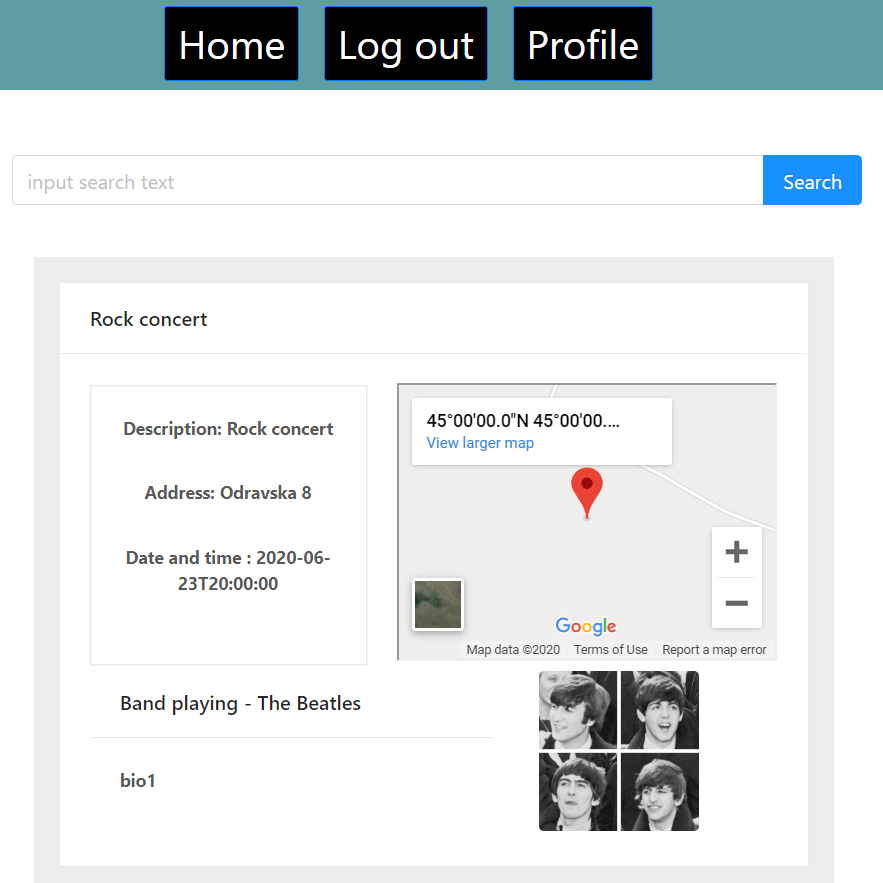 Home Log out Profile
input search text Search
Rock concert
Description: Rock concert
Address: Odravska 8
Date and time : 2020-06-
23T20:00:00
45°00'00.0"N 45°00'00....
View larger map
Google
Map data ©2020 Terms of Use Report a map error
Band playing - The Beatles
bio1